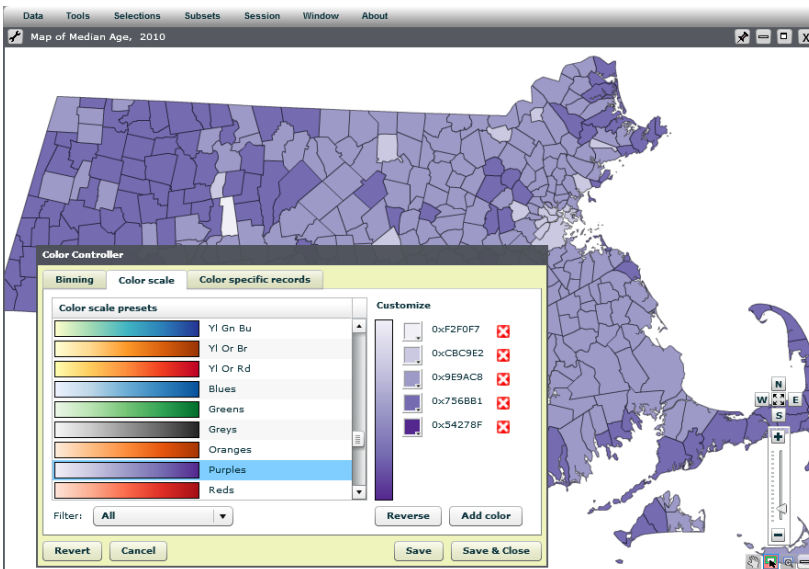 Data Tools Selections Subsets Session Window About
Map of Median Age, 2010
Color Controller
Binning Color scale Color specific records
Color scale presets
Yl Gn Bu
Yl Or Br
Yl Or Rd
Blues
Greens
Greys
Oranges
Purples
Reds
Filter: All
Customize
0xF2F0F7
0xCBC9E2
0x9E9AC8
0x756BB1
0x54278F
Reverse Add color
Revert Cancel Save Save & Close
N
W E
S